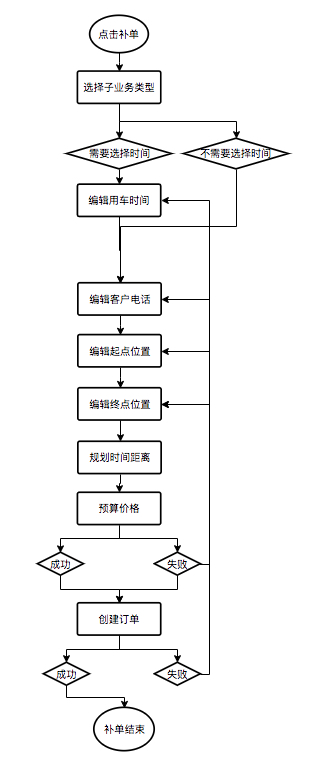 点击补单
选择子业务类型
需要选择时间
不需要选择时间
编辑用车时间
编辑客户电话
编辑起点位置
编辑终点位置
规划时间距离
预算价格
成功
失败
创建订单
成功
失败
补单结束